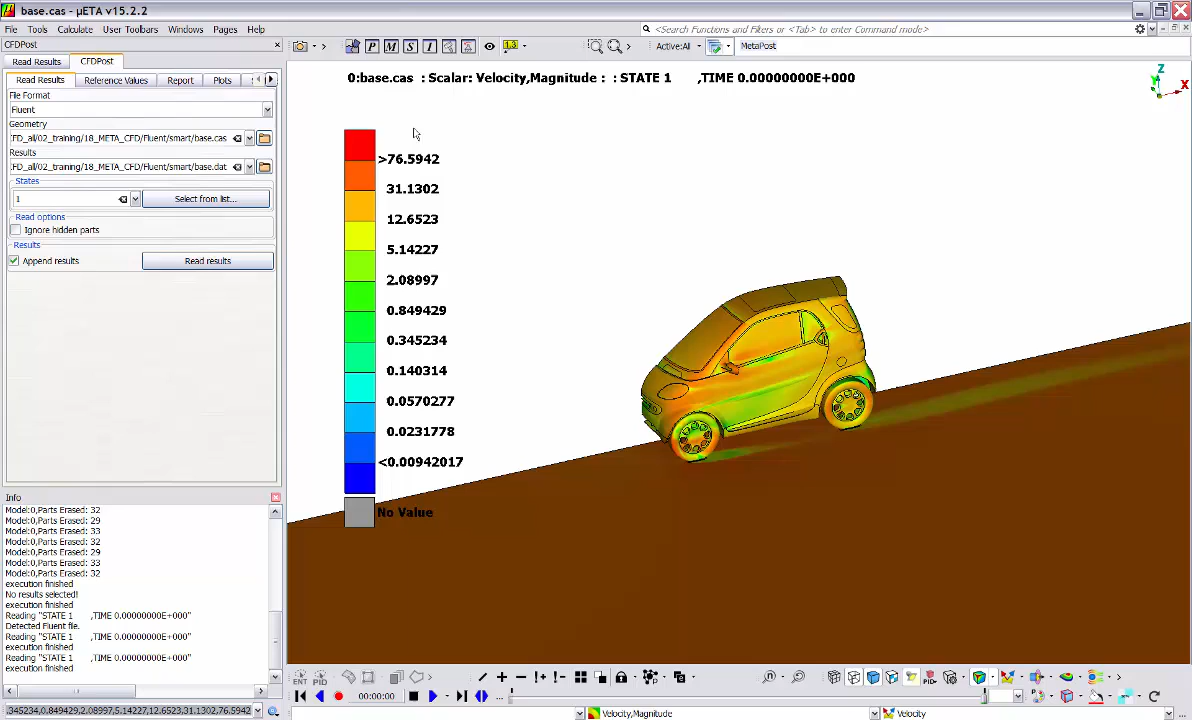 base.cas - µETA v15.2.2
File Tools Calculate User Toolbars Windows Pages Help
<Search Functions and Filters or <Tab> to enter Command mode/>
CFDPost
Active:All MetaPost
Read Results CFDPost
Read Results Reference Values Report Plots
File Format
Fluent
Geometry
:FD_all/02_training/18_META_CFD/Fluent/smart/base.cas
Results
:FD_all/02_training/18_META_CFD/Fluent/smart/base.dat
States
1 Select from list...
Read options
Ignore hidden parts
Results
Append results Read results
0:base.cas : Scalar: Velocity,Magnitude : : STATE 1 ,TIME 0.00000000E+000
>76.5942
31.1302
12.6523
5.14227
2.08997
0.849429
0.345234
0.140314
0.0570277
0.0231778
<0.00942017
No Value
Z
Y
X
Info
Model:0,Parts Erased: 32
Model:0,Parts Erased: 29
Model:0,Parts Erased: 33
Model:0,Parts Erased: 32
Model:0,Parts Erased: 29
Model:0,Parts Erased: 33
Model:0,Parts Erased: 32
execution finished
No results selected!
execution finished
Reading "STATE 1 ,TIME 0.00000000E+000"
Detected Fluent file.
Reading "STATE 1 ,TIME 0.00000000E+000"
execution finished
Reading "STATE 1 ,TIME 0.00000000E+000"
execution finished
ENT PID
00:00:00
.345234,0.849429,2.08997,5.14227,12.6523,31.1302,76.5942
Velocity,Magnitude Velocity